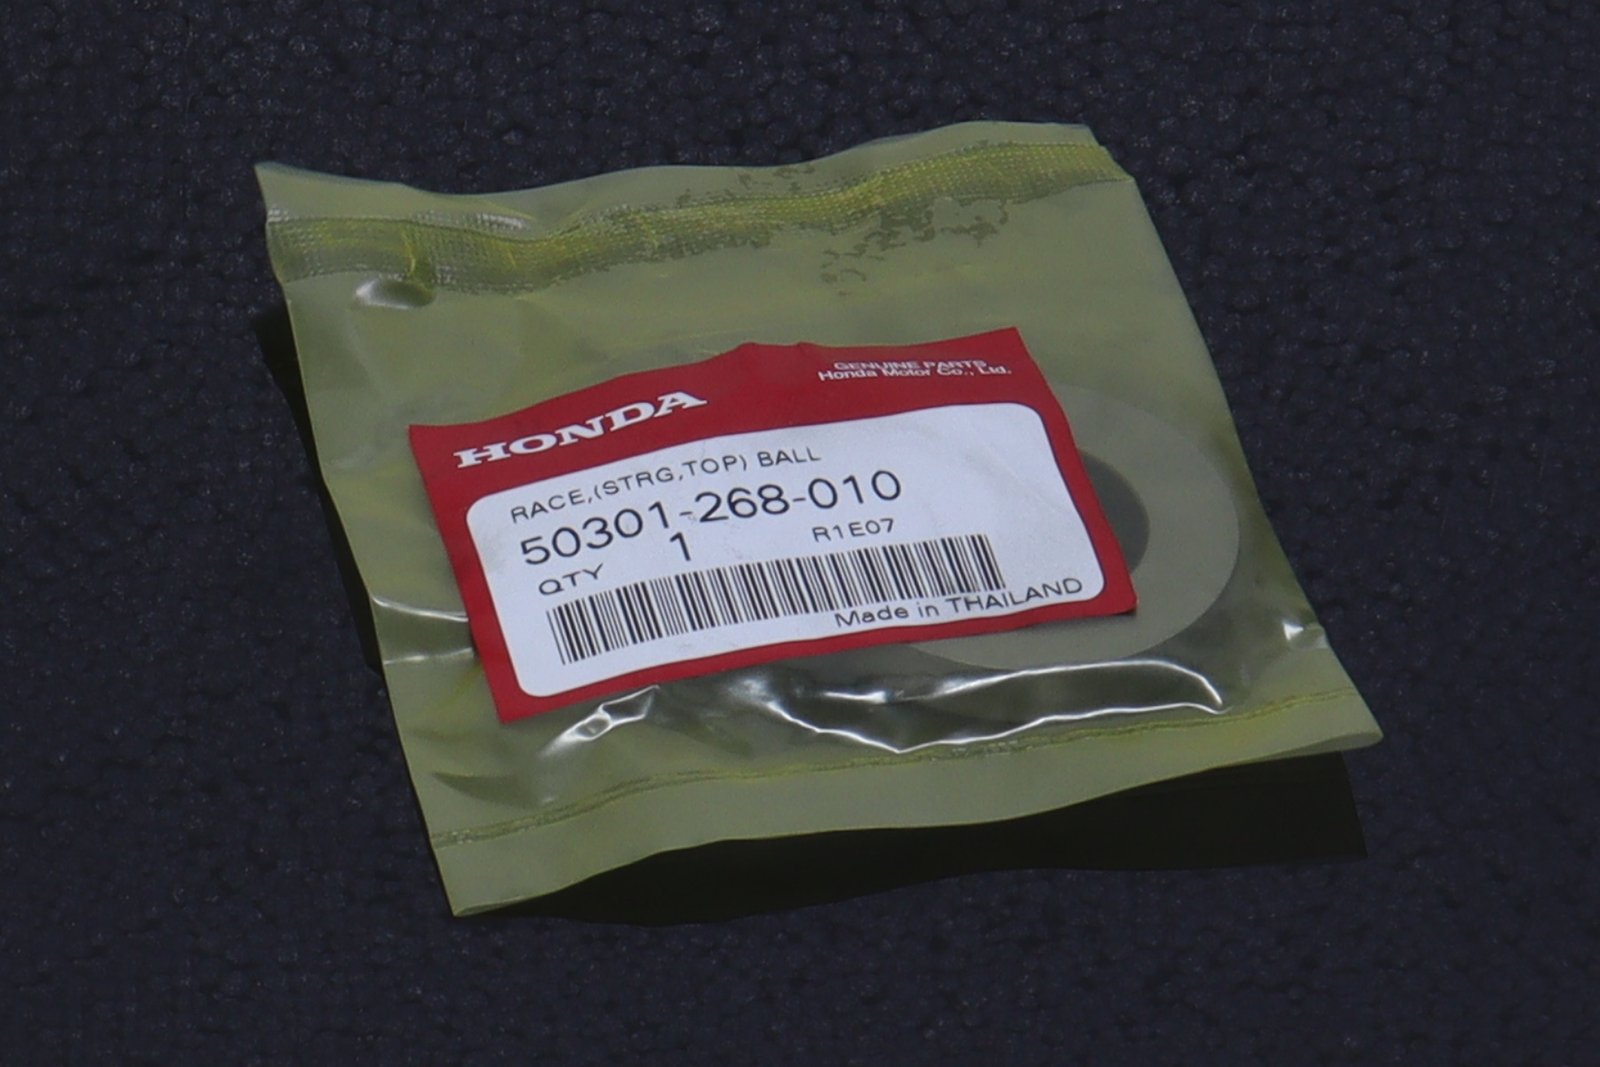 HONDA
GENUINE PARTS
Honda Motor Co., Ltd.
RACE,(STRG,TOP) BALL
50301-268-010
QTY 1 R1E07
Made in THAILAND